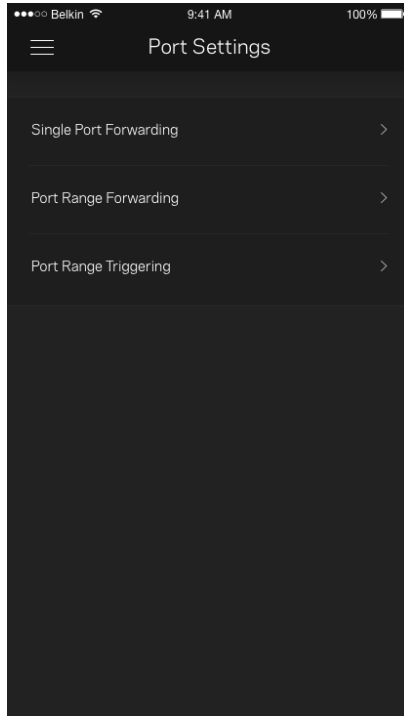 Belkin 9:41 AM 100%
Port Settings
Single Port Forwarding
Port Range Forwarding
Port Range Triggering